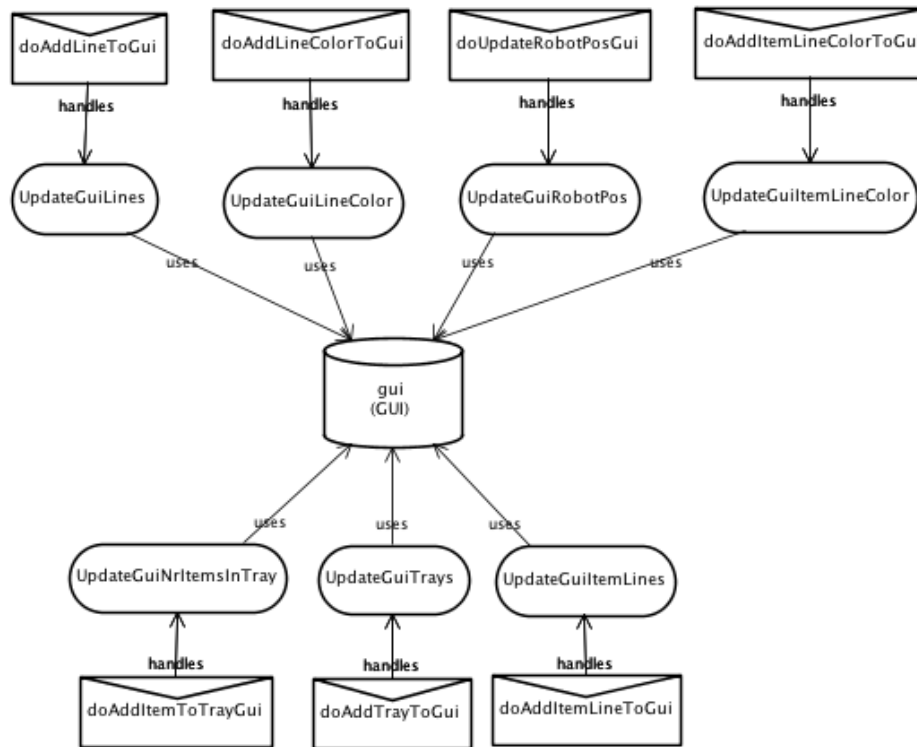 doAddLineToGui
doAddLineColorToGui
doUpdateRobotPosGui
doAddItemLineColorToGu
handles
handles
handles
handles
UpdateGuiLines
UpdateGuiLineColor
UpdateGuiRobotPos
UpdateGuiItemLineColor
uses
uses
uses
uses
gui
(GUI)
uses
uses
uses
UpdateGuiNrItemsInTray
UpdateGuiTrays
UpdateGuiItemLines
handles
handles
handles
doAddItemToTrayGui
doAddTrayToGui
doAddItemLineToGui